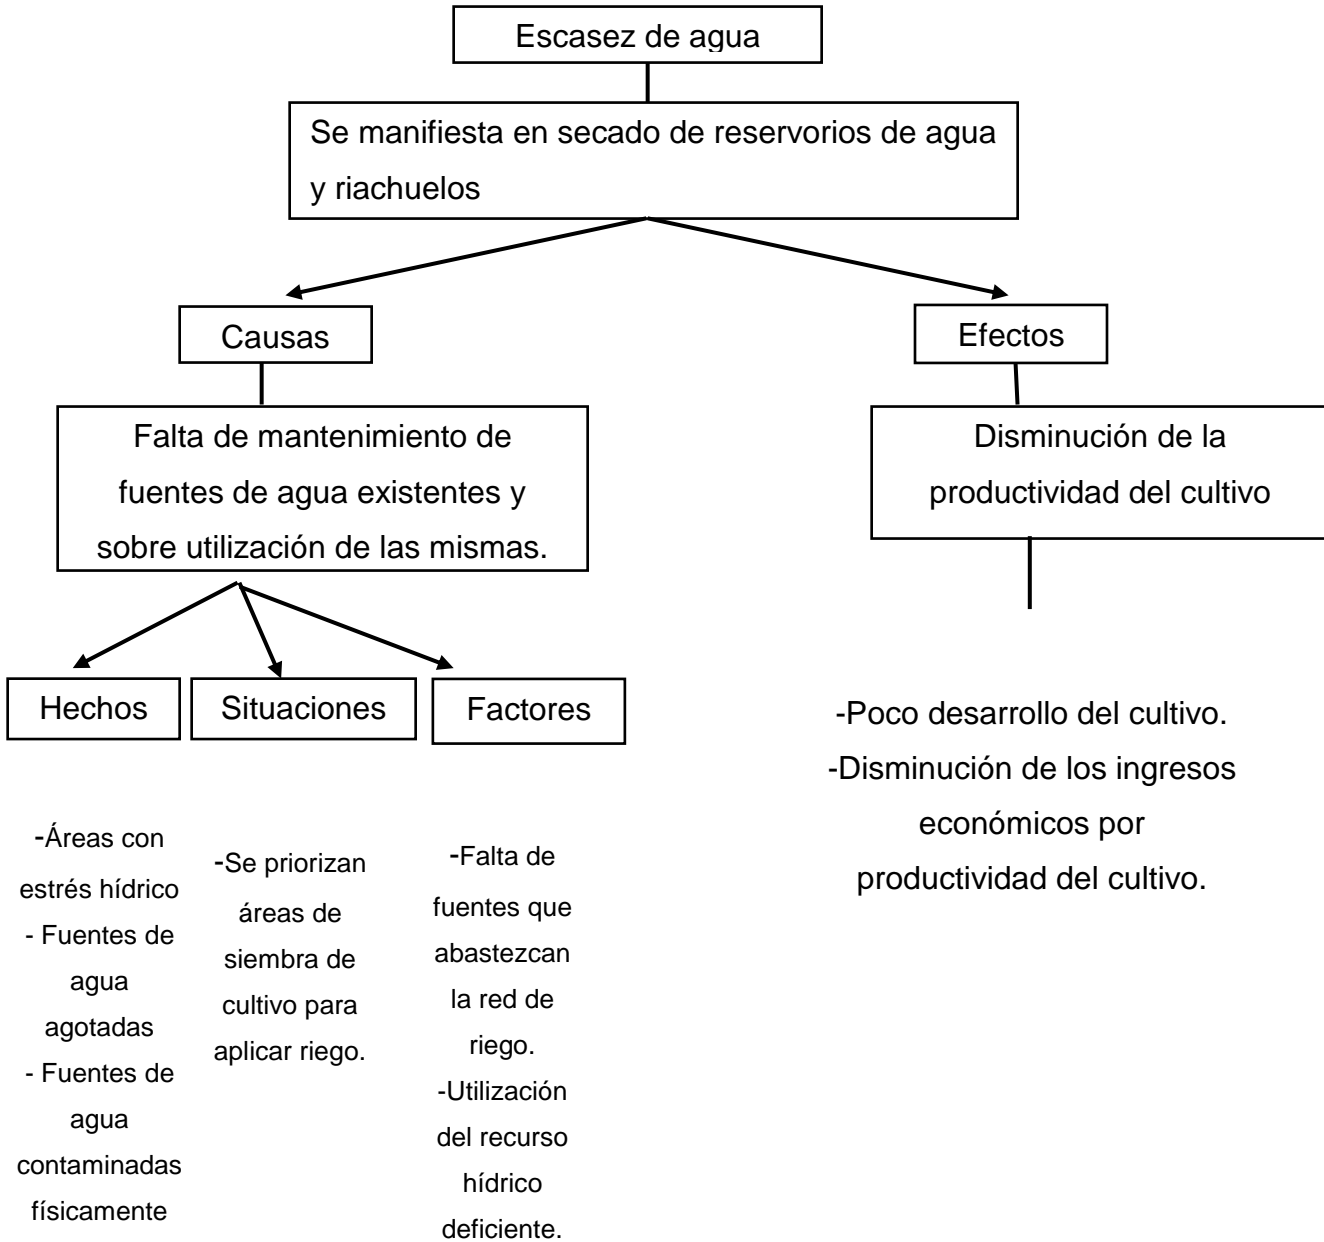 Escasez de agua
Se manifiesta en secado de reservorios de agua
y riachuelos
Causas
Efectos
Falta de mantenimiento de
fuentes de agua existentes y
sobre utilización de las mismas.
Disminución de la
productividad del cultivo
Hechos
Situaciones
Factores
-Áreas con
estrés hídrico
- Fuentes de
agua
agotadas
- Fuentes de
agua
contaminadas
físicamente
-Se priorizan
áreas de
siembra de
cultivo para
aplicar riego.
-Falta de
fuentes que
abastezcan
la red de
riego.
-Utilización
del recurso
hídrico
deficiente.
-Poco desarrollo del cultivo.
-Disminución de los ingresos
económicos por
productividad del cultivo.